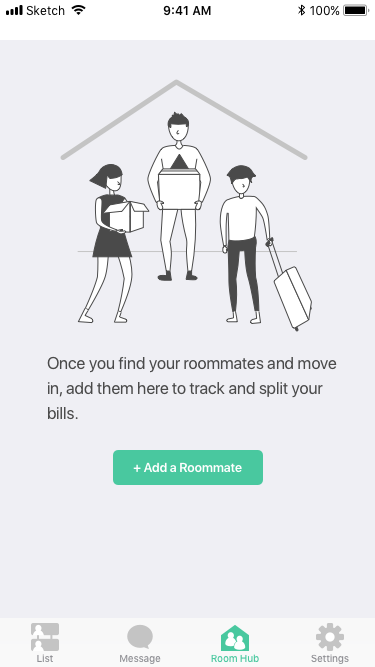 Sketch 9:41 AM 100%
Once you find your roommates and move
in, add them here to track and split your
bills.
+ Add a Roommate
List Message Room Hub Settings